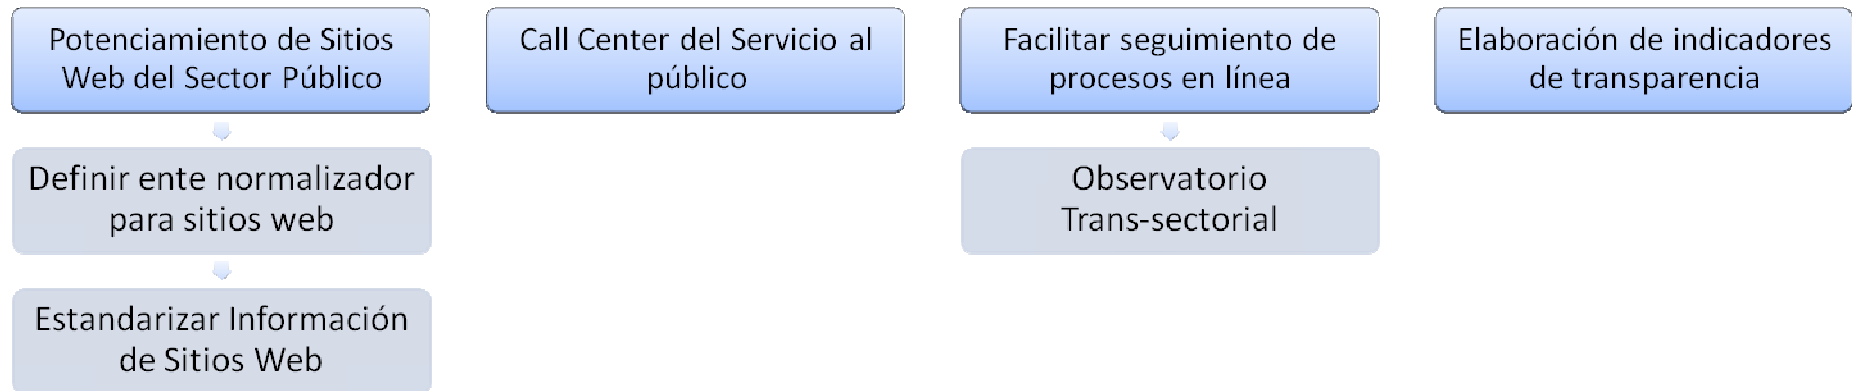 Potenciamiento de Sitios
Web del Sector Público
Definir ente normalizador
para sitios web
Estandarizar Información
de Sitios Web
Call Center del Servicio al
público
Facilitar seguimiento de
procesos en línea
Observatorio
Trans-sectorial
Elaboración de indicadores
de transparencia